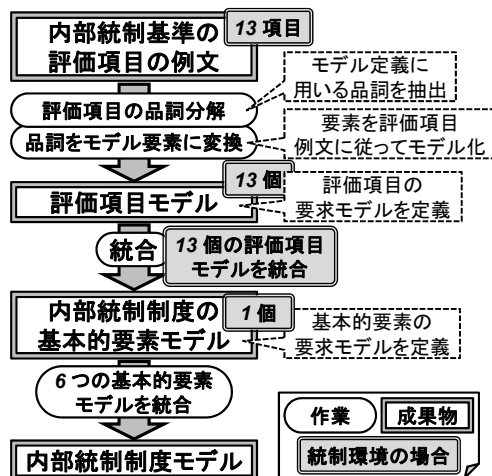 内部統制基準の
評価項目の例文
13項目
モデル定義に
用いる品詞を抽出
評価項目の品詞分解
品詞をモデル要素に変換
要素を評価項目
例文に従ってモデル化
13個
評価項目モデル
評価項目の
要求モデルを定義
統合
13個の評価項目
モデルを統合
内部統制制度の
基本的要素モデル
1個
基本的要素の
要求モデルを定義
6つの基本的要素
モデルを統合
作業
成果物
統制環境の場合
内部統制制度モデル